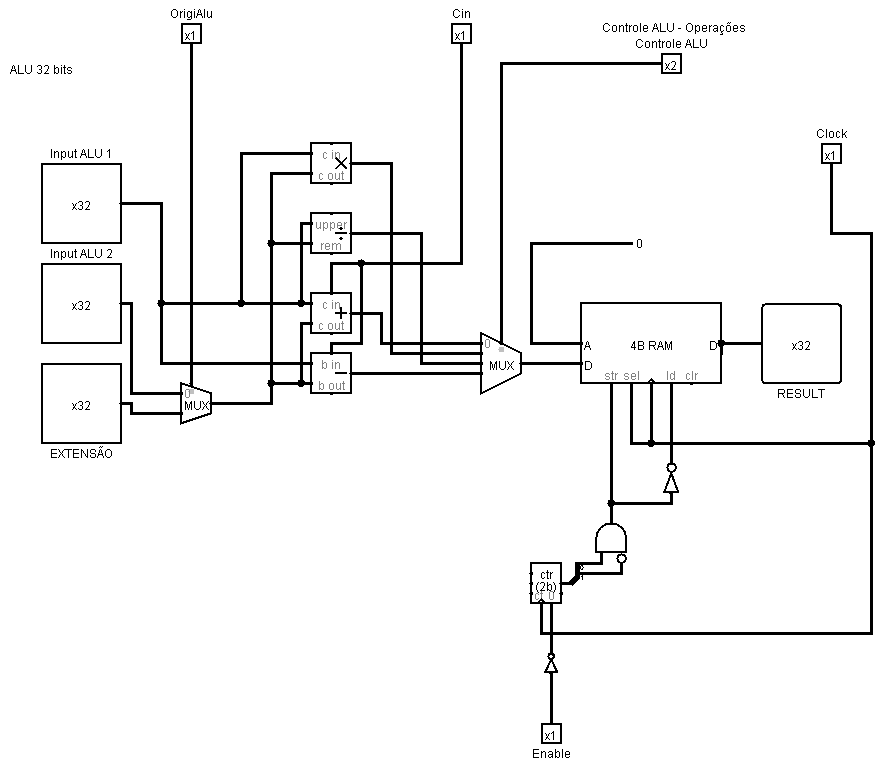 OrigiAlu
x1
Cin
x1
Controle ALU - Operações
Controle ALU
x2
ALU 32 bits
Clock
x1
Input ALU 1
x32
Input ALU 2
x32
x32
EXTENSÃO
0
MUX
c in
×
c out
upper
÷
rem
c in
+
c out
b in
−
b out
0
MUX
0
A
D
4B RAM
D
str sel ld clr
x32
RESULT
ctr
(2b)
ct 0
x1
Enable